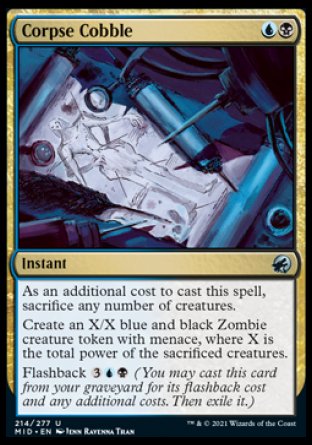 Corpse Cobble
Instant
As an additional cost to cast this spell,
sacrifice any number of creatures.
Create an X/X blue and black Zombie
creature token with menace, where X is
the total power of the sacrificed creatures.
Flashback 3 (You may cast this card
from your graveyard for its flashback cost
and any additional costs. Then exile it.)
214/277 U
MID • EN Jenn Ravenna Tran
™ & © 2021 Wizards of the Coast